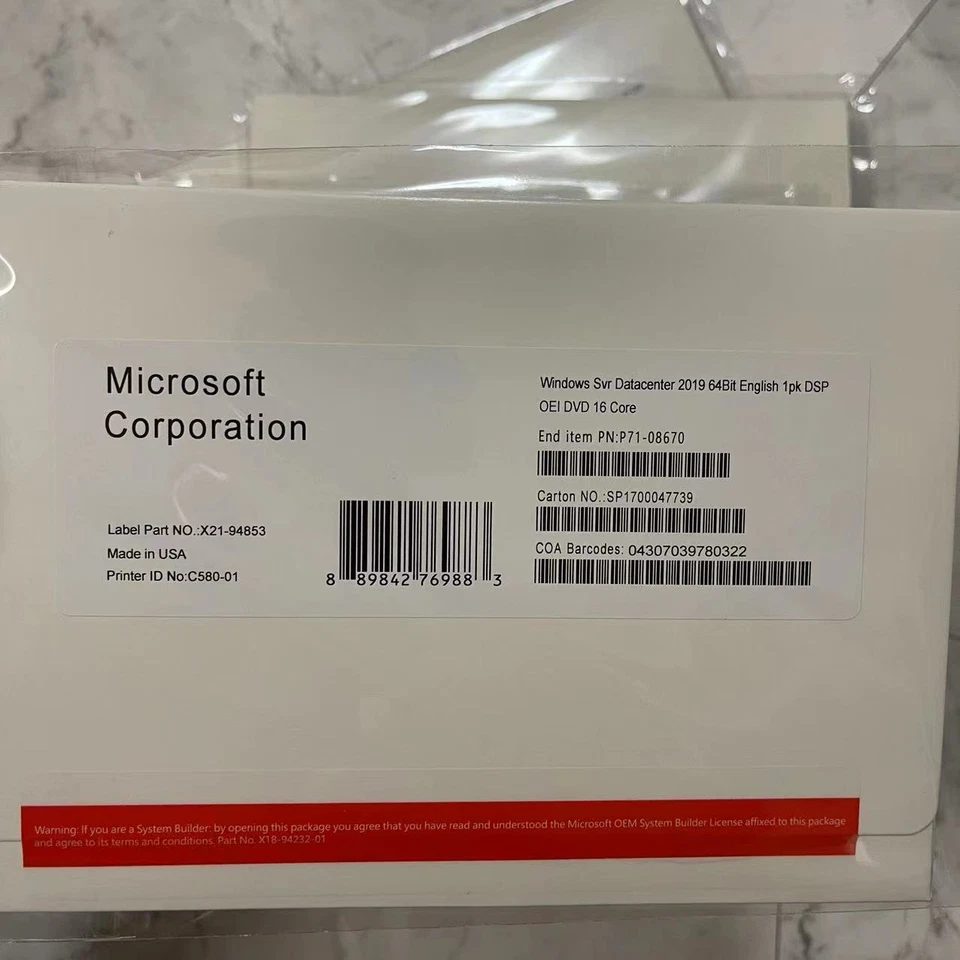 Microsoft
Corporation
Label Part NO.:X21-94853
Made in USA
Printer ID No:C580-01
8 89842 76988 3
Windows Svr Datacenter 2019 64Bit English 1pk DSP
OEI DVD 16 Core
End item PN:P71-08670
Carton NO.:SP1700047739
COA Barcodes: 04307039780322
Warning: If you are a System Builder: by opening this package you agree that you have read and understood the Microsoft OEM System Builder License affixed to this package
and agree to its terms and conditions. Part No. X18-94232-01